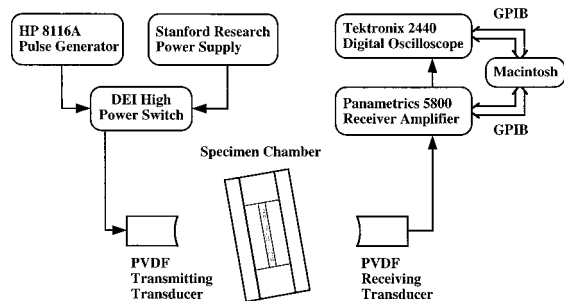 HP 8116A
Pulse Generator
Stanford Research
Power Supply
DEI High
Power Switch
Tektronix 2440
Digital Oscilloscope
GPIB
Macintosh
Panametrics 5800
Receiver Amplifier
GPIB
Specimen Chamber
PVDF
Transmitting
Transducer
PVDF
Receiving
Transducer